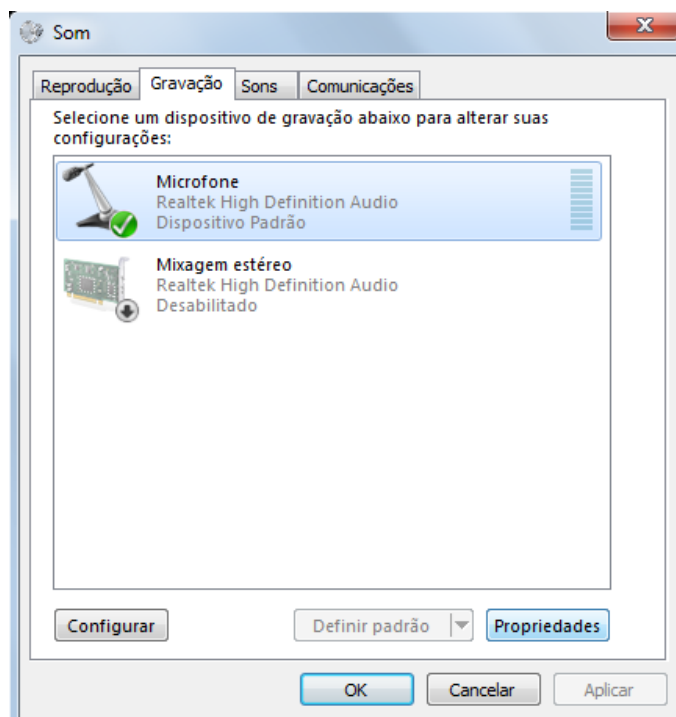 Som
Reprodução
Gravação
Sons
Comunicações
Selecione um dispositivo de gravação abaixo para alterar suas
configurações:
Microfone
Realtek High Definition Audio
Dispositivo Padrão
Mixagem estéreo
Realtek High Definition Audio
Desabilitado
Configurar
Definir padrão
Propriedades
OK
Cancelar
Aplicar